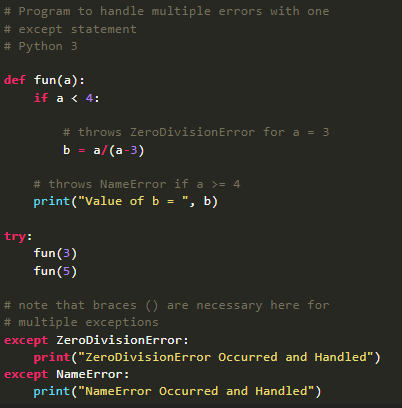 # Program to handle multiple errors with one
# except statement
# Python 3
def fun(a):
    if a < 4:
        # throws ZeroDivisionError for a = 3
        b = a/(a-3)
    # throws NameError if a >= 4
    print("Value of b = ", b)
try:
    fun(3)
    fun(5)
# note that braces () are necessary here for
# multiple exceptions
except ZeroDivisionError:
    print("ZeroDivisionError Occurred and Handled")
except NameError:
    print("NameError Occurred and Handled")